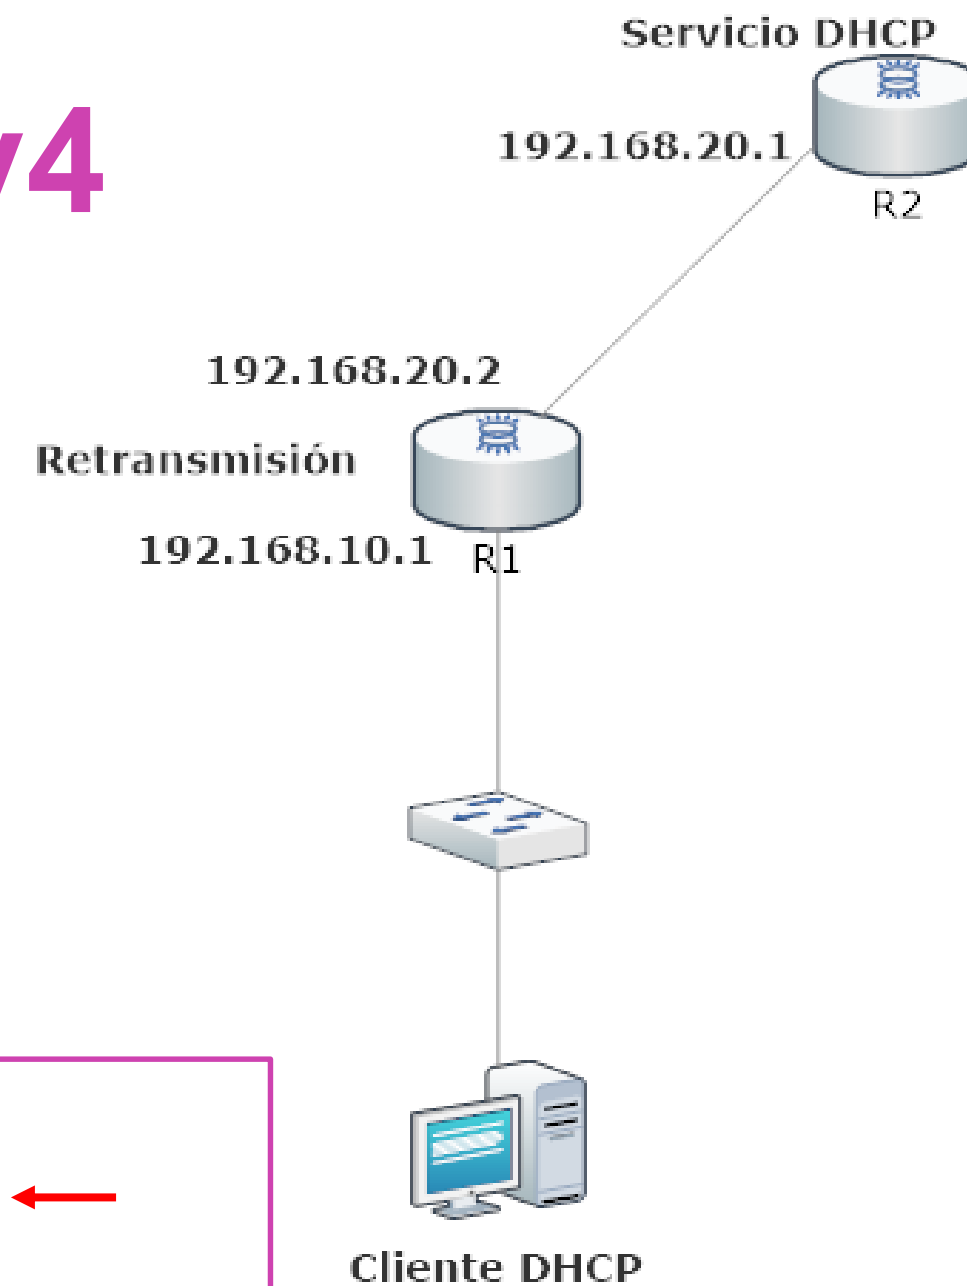 Servicio DHCP
v4
192.168.20.1
R2
192.168.20.2
Retransmisión
192.168.10.1
R1
Cliente DHCP